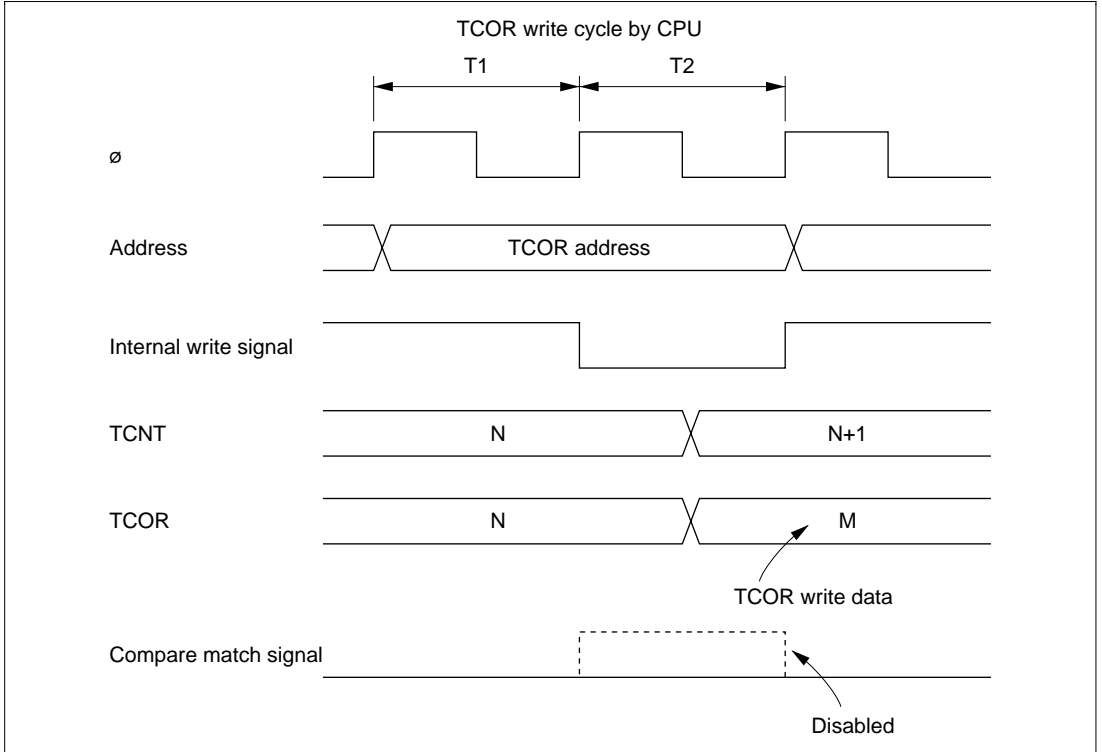 TCOR write cycle by CPU
T1 T2
ø
Address TCOR address
Internal write signal
TCNT N N+1
TCOR N M
TCOR write data
Compare match signal
Disabled